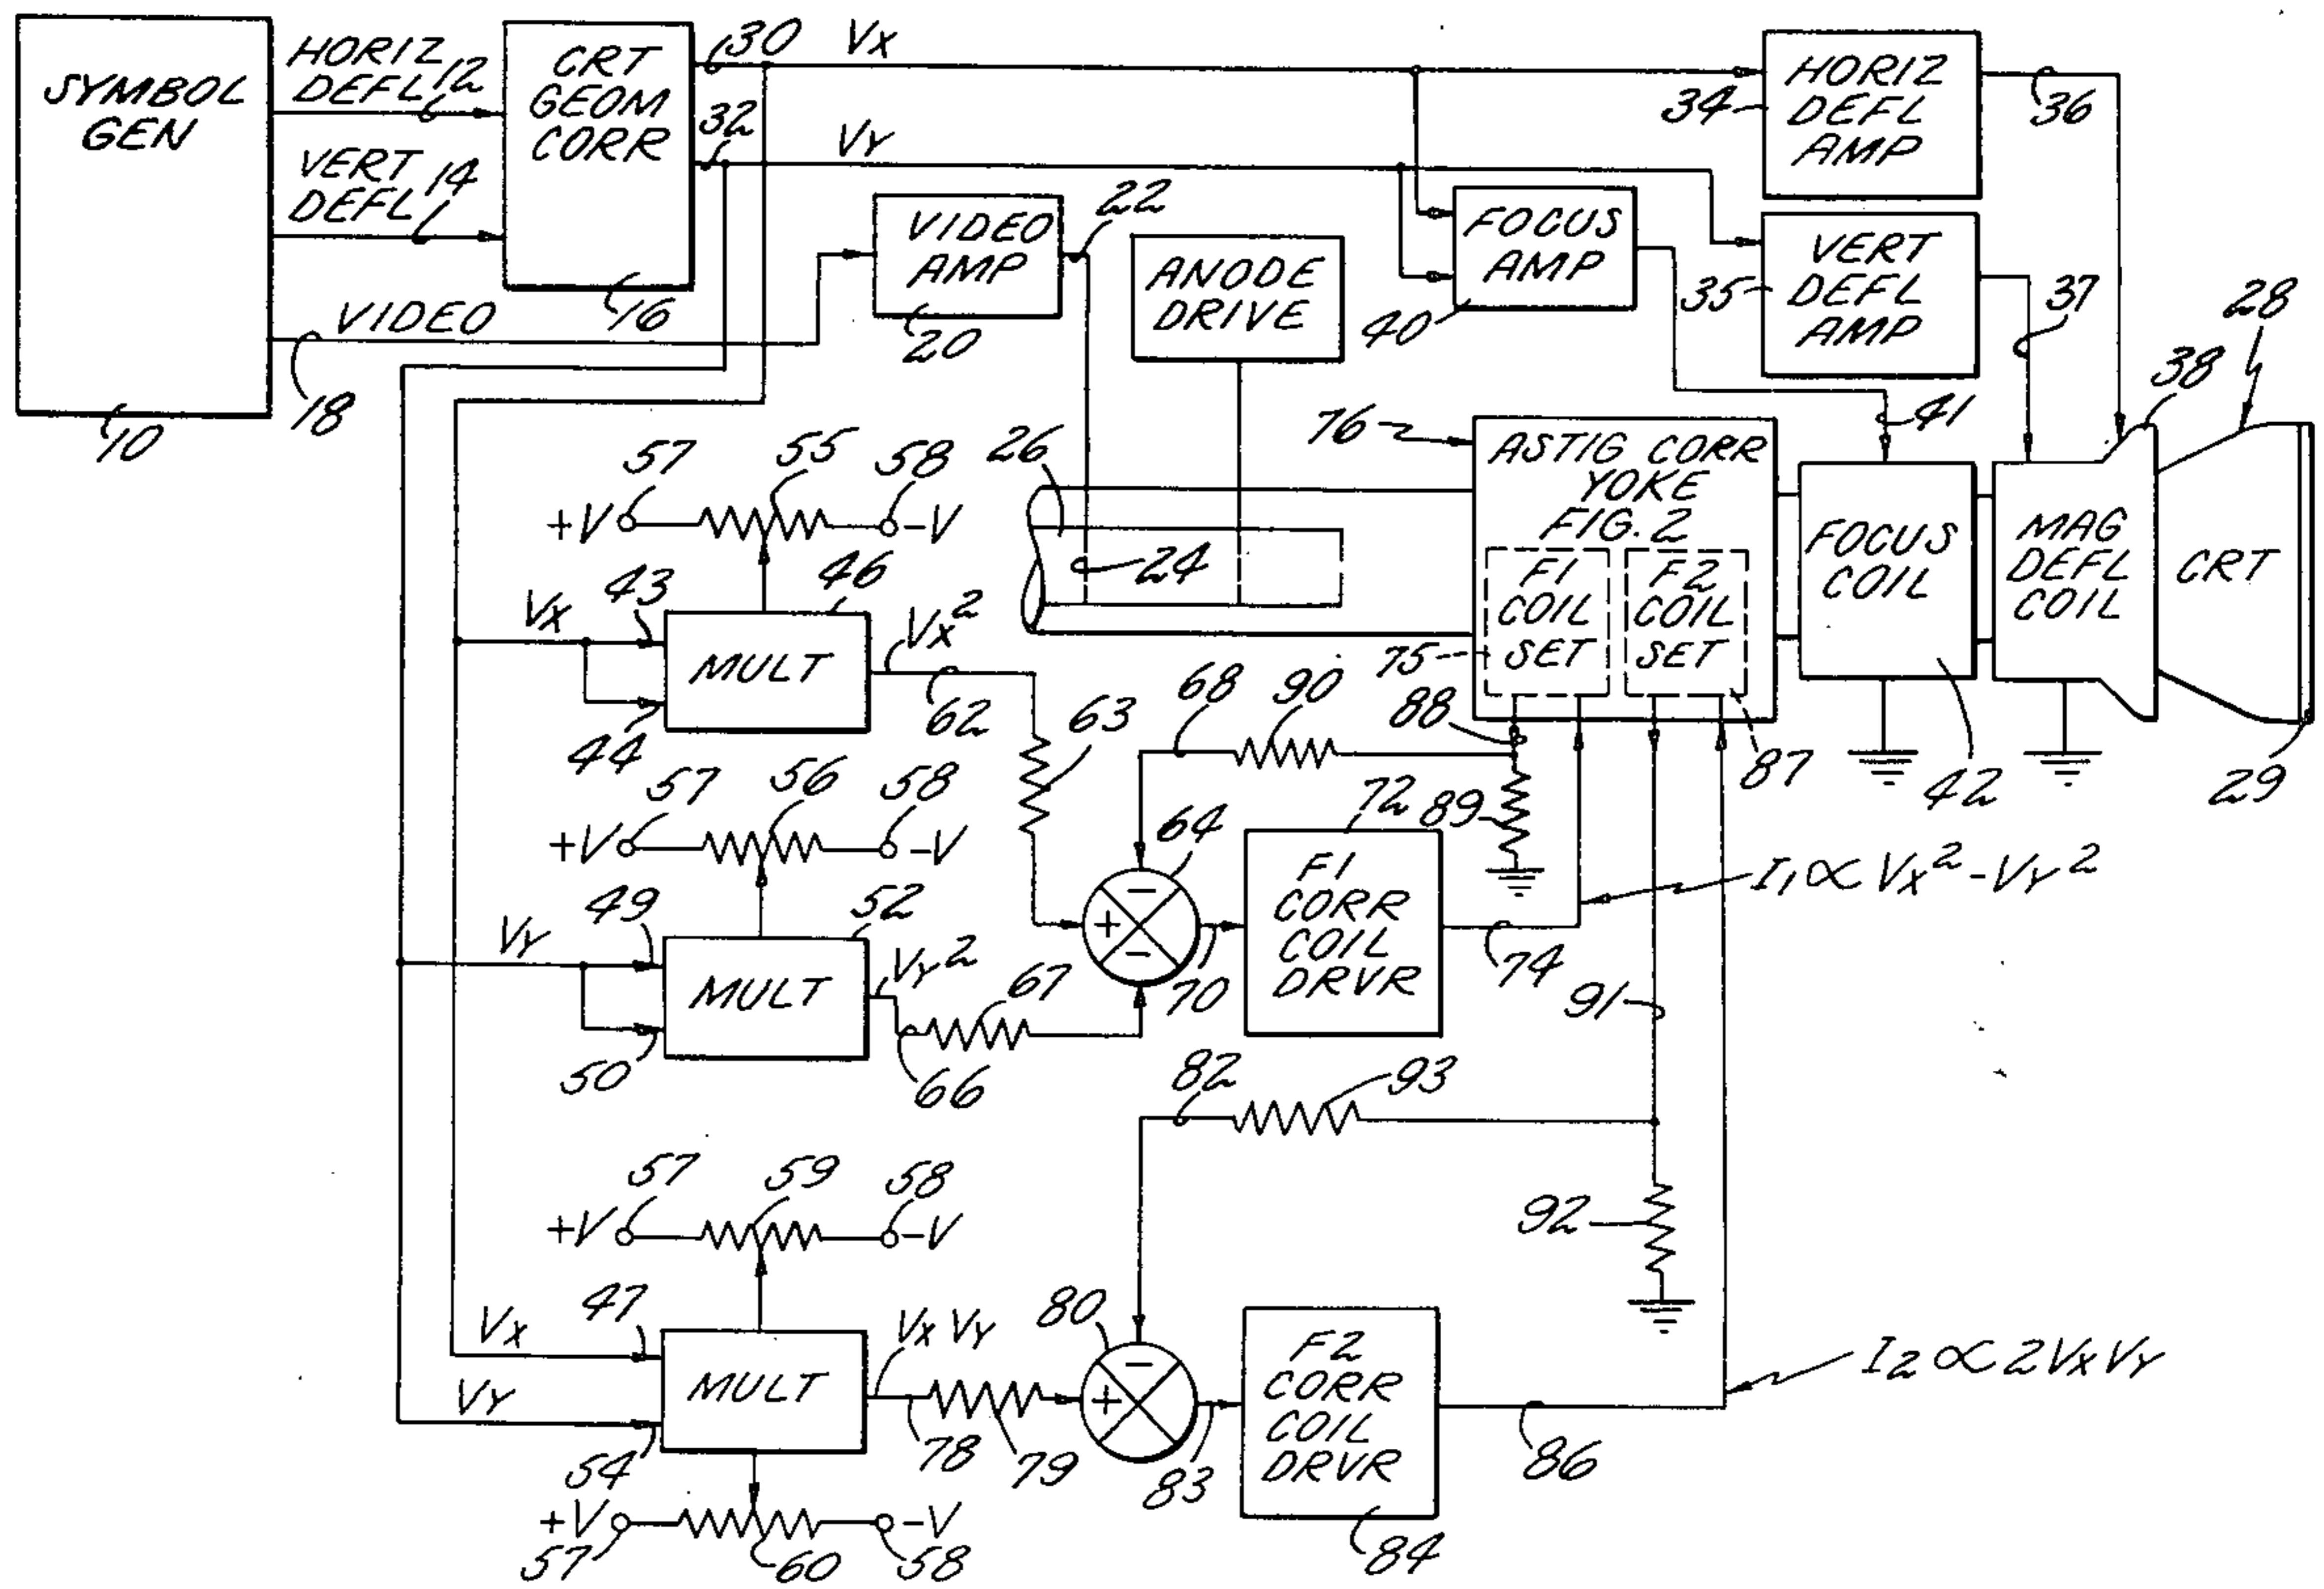 SYMBOL
GEN
10
HORIZ
DEFL 12
VERT
DEFL 14
VIDEO
18
CRT
GEOM
CORR
16
30
VX
32
VY
VIDEO
AMP
20
22
ANODE
DRIVE
FOCUS
AMP
40
34
HORIZ
DEFL
AMP
36
35
VERT
DEFL
AMP
37
28
38
41
76
ASTIG CORR
YOKE
FIG. 2
F1
COIL
SET
F2
COIL
SET
75
87
88
FOCUS
COIL
42
MAG
DEFL
COIL
CRT
29
26
24
57
55
58
+V
-V
VX
43
46
MULT
44
VX²
62
63
68
90
57
56
58
+V
-V
VY
49
52
MULT
50
VY²
66
67
64
−
+
−
70
72
F1
CORR
COIL
DRVR
74
89
I1 ∝ VX² - VY²
91
82
93
92
57
59
58
+V
-V
VX
47
VY
54
MULT
VX VY
78
79
80
−
+
83
F2
CORR
COIL
DRVR
84
86
I2 ∝ 2VX VY
+V
-V
57
60
58